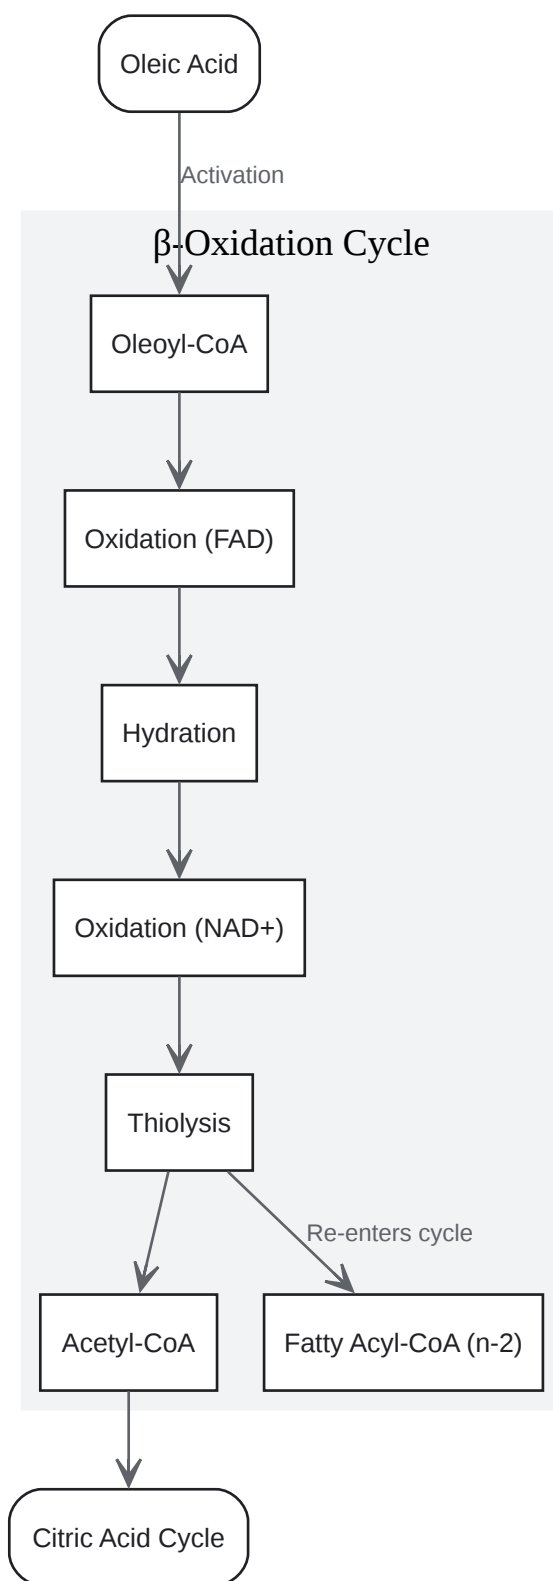 Oleic Acid
Activation
β-Oxidation Cycle
Oleoyl-CoA
Oxidation (FAD)
Hydration
Oxidation (NAD+)
Thiolysis
Re-enters cycle
Acetyl-CoA
Fatty Acyl-CoA (n-2)
Citric Acid Cycle